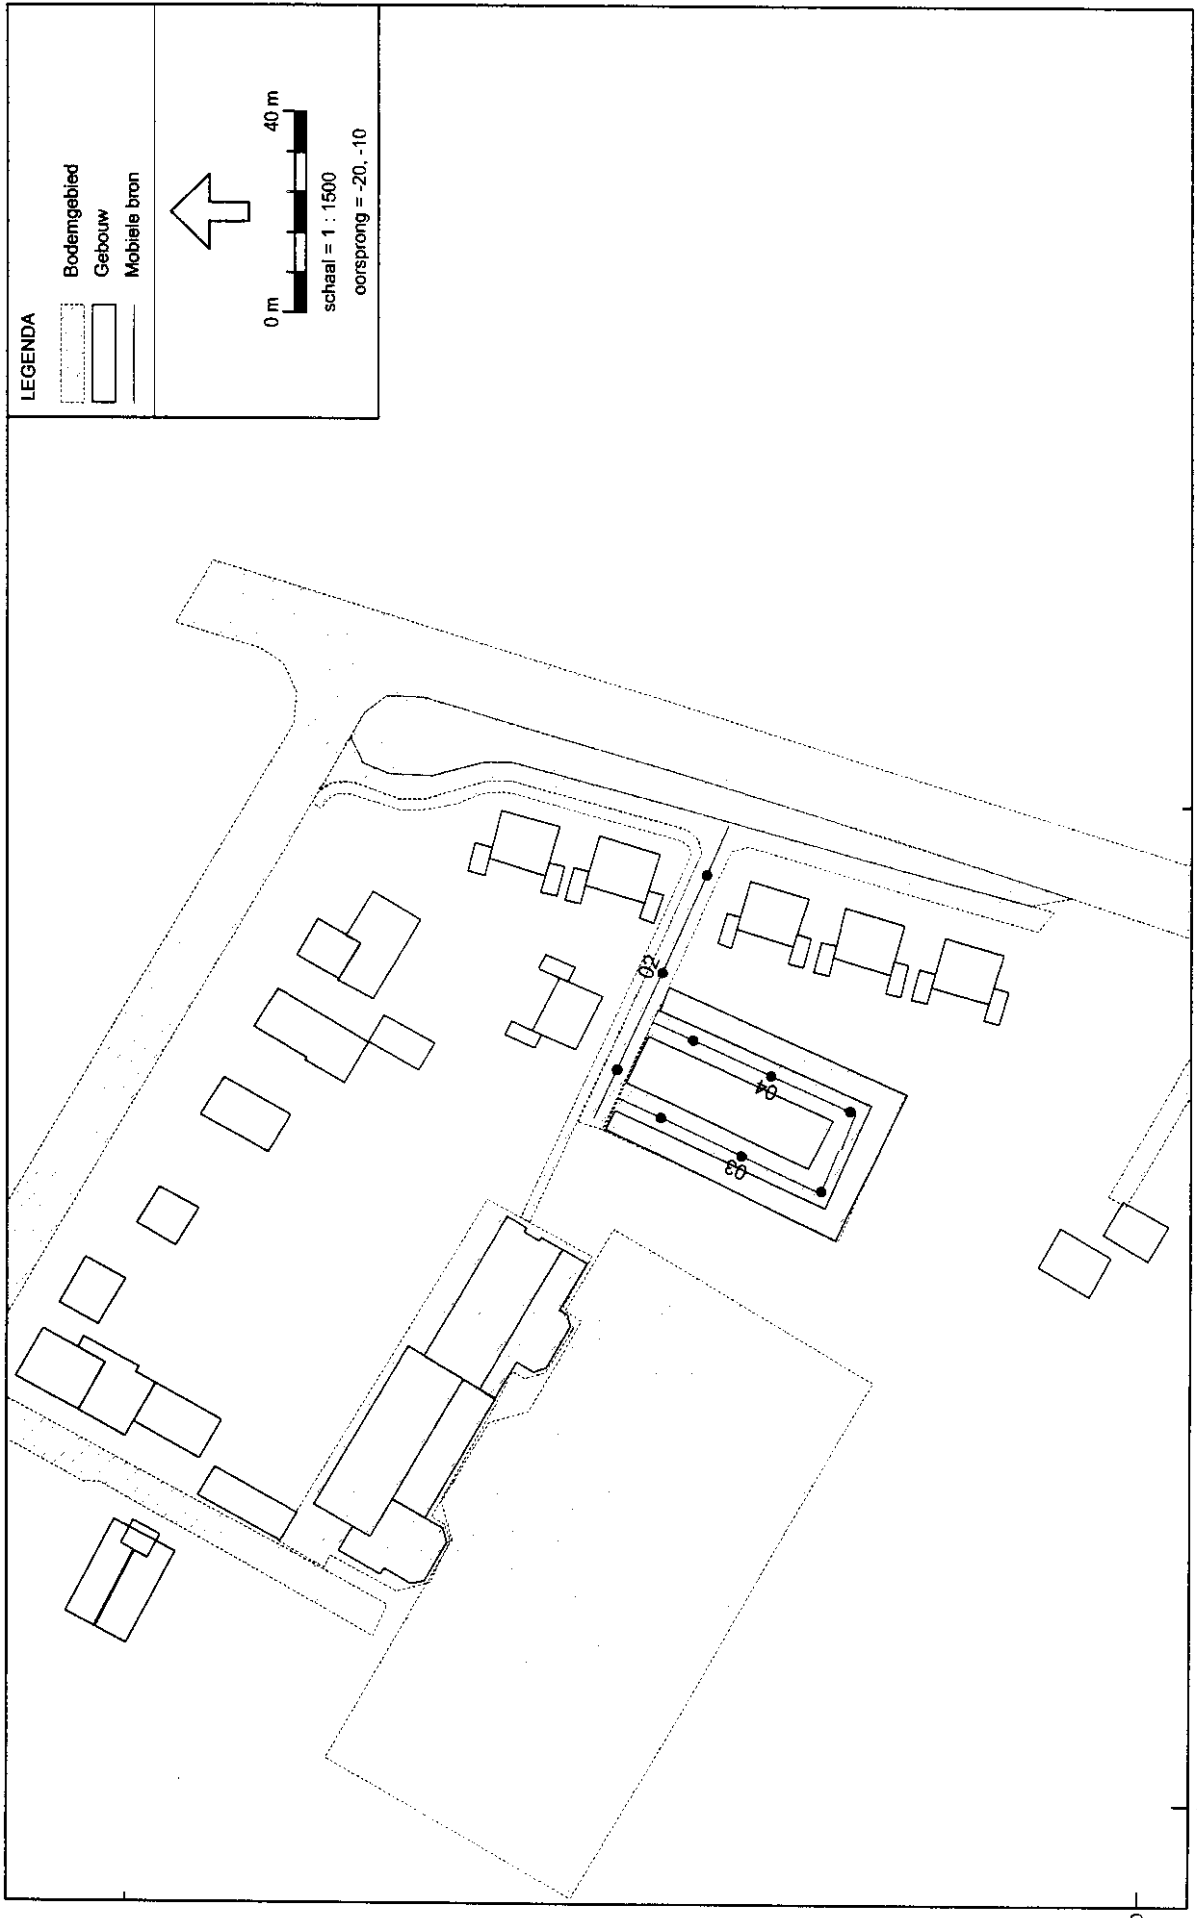 LEGENDA
Bodemgebied
Gebouw
Mobiele bron
0 m
40 m
schaal = 1 : 1500
oorsprong = -20, -10
02
03
04